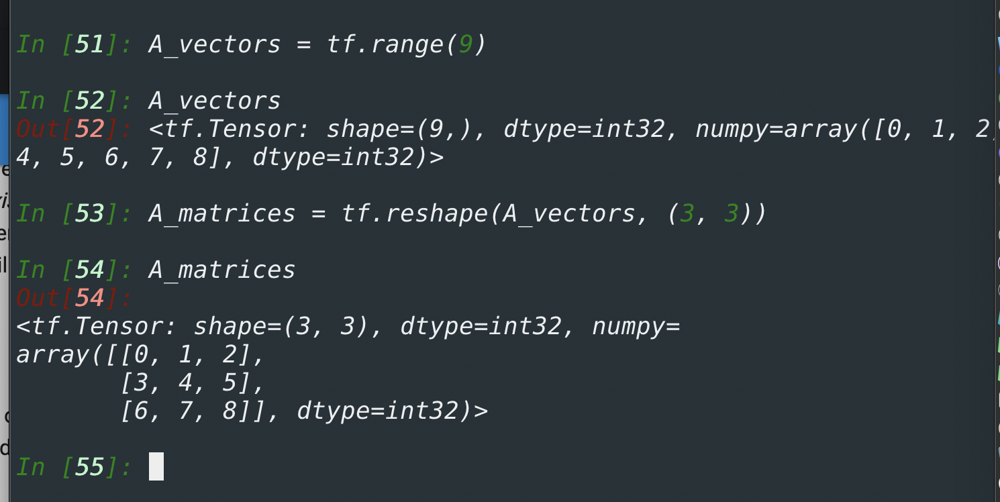 In [51]: A_vectors = tf.range(9)
In [52]: A_vectors
Out[52]: <tf.Tensor: shape=(9,), dtype=int32, numpy=array([0, 1, 2,
4, 5, 6, 7, 8], dtype=int32)>
In [53]: A_matrices = tf.reshape(A_vectors, (3, 3))
In [54]: A_matrices
Out[54]:
<tf.Tensor: shape=(3, 3), dtype=int32, numpy=
array([[0, 1, 2],
       [3, 4, 5],
       [6, 7, 8]], dtype=int32)>
In [55]: